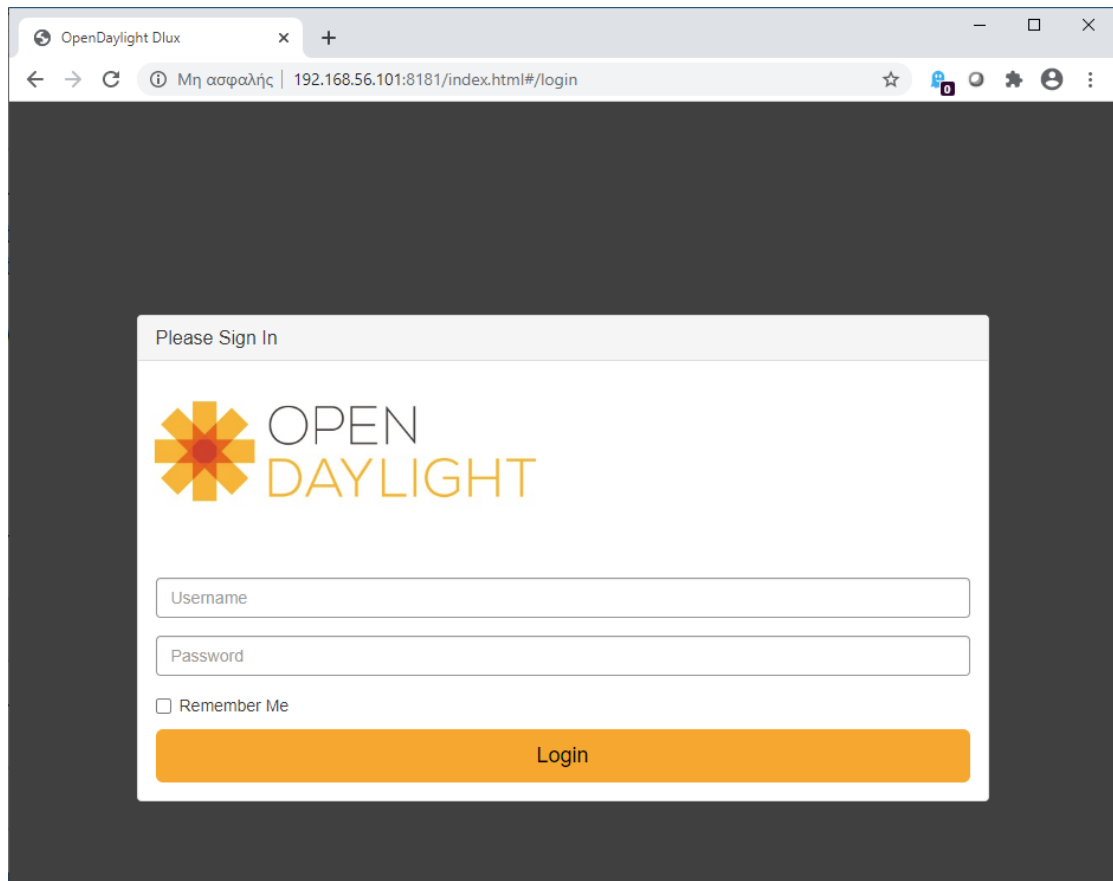 OpenDaylight Dlux
Μη ασφαλής | 192.168.56.101:8181/index.html#/login
0
Please Sign In
OPEN
DAYLIGHT
Username
Password
Remember Me
Login